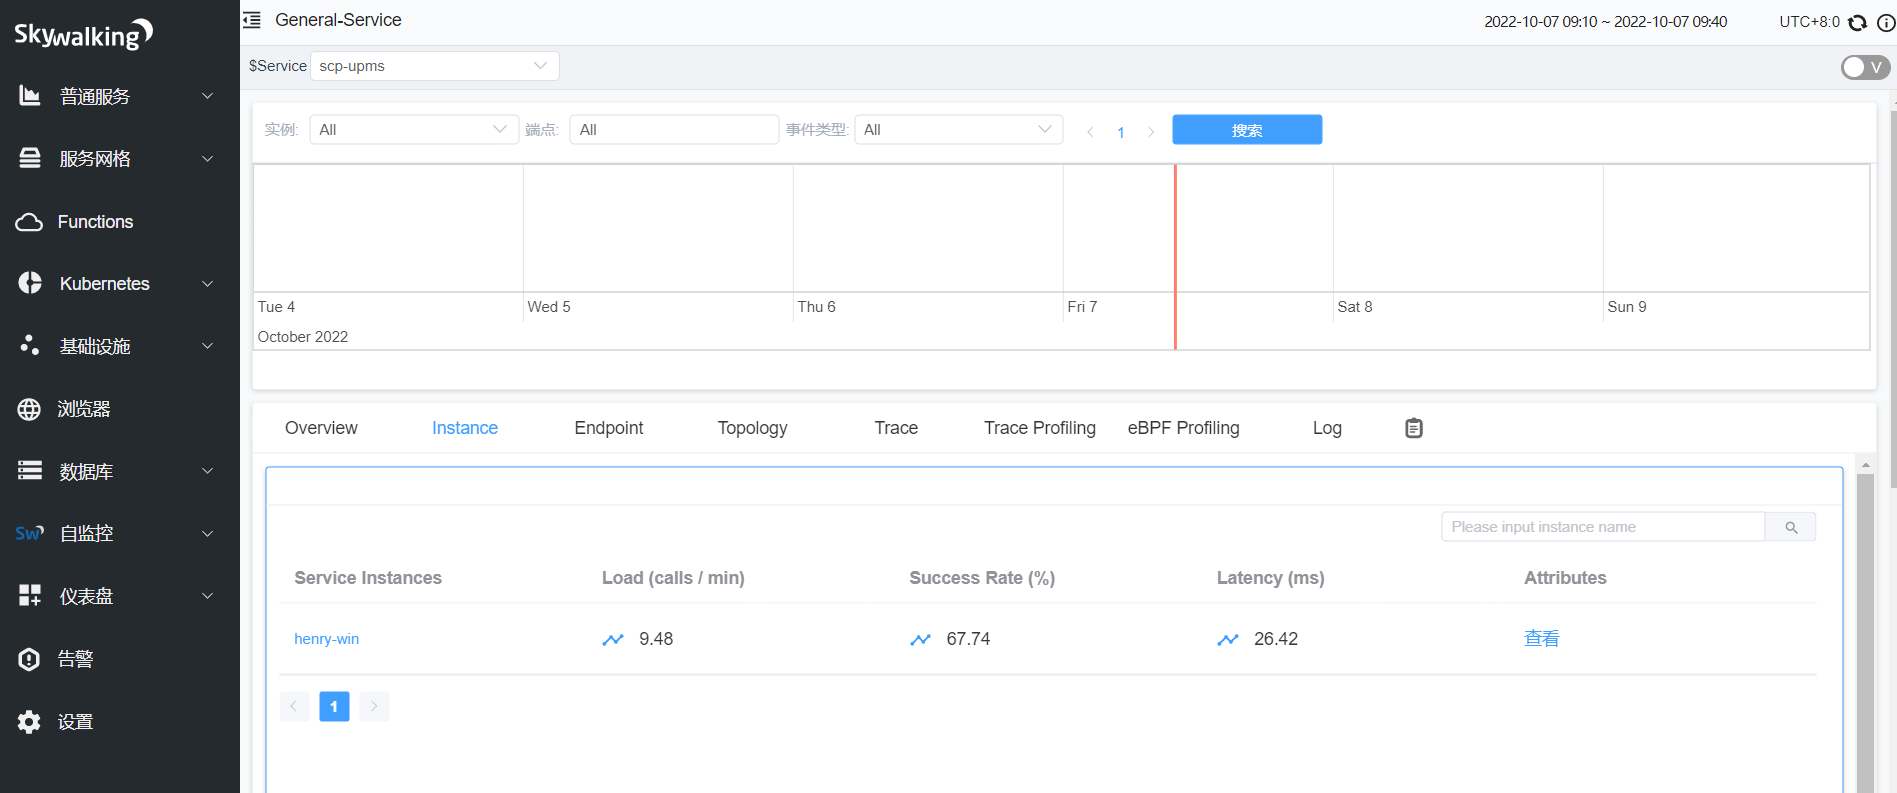 Skywalking
General-Service
2022-10-07 09:10 ~ 2022-10-07 09:40
UTC+8:0
$Service
scp-upms
V
普通服务
服务网格
Functions
Kubernetes
基础设施
浏览器
数据库
SW
自监控
仪表盘
告警
设置
实例: All 端点: All 事件类型: All 1 搜索
Tue 4 Wed 5 Thu 6 Fri 7 Sat 8 Sun 9
October 2022
Overview Instance Endpoint Topology Trace Trace Profiling eBPF Profiling Log
Please input instance name
Service Instances Load (calls / min) Success Rate (%) Latency (ms) Attributes
henry-win 9.48 67.74 26.42 查看
1